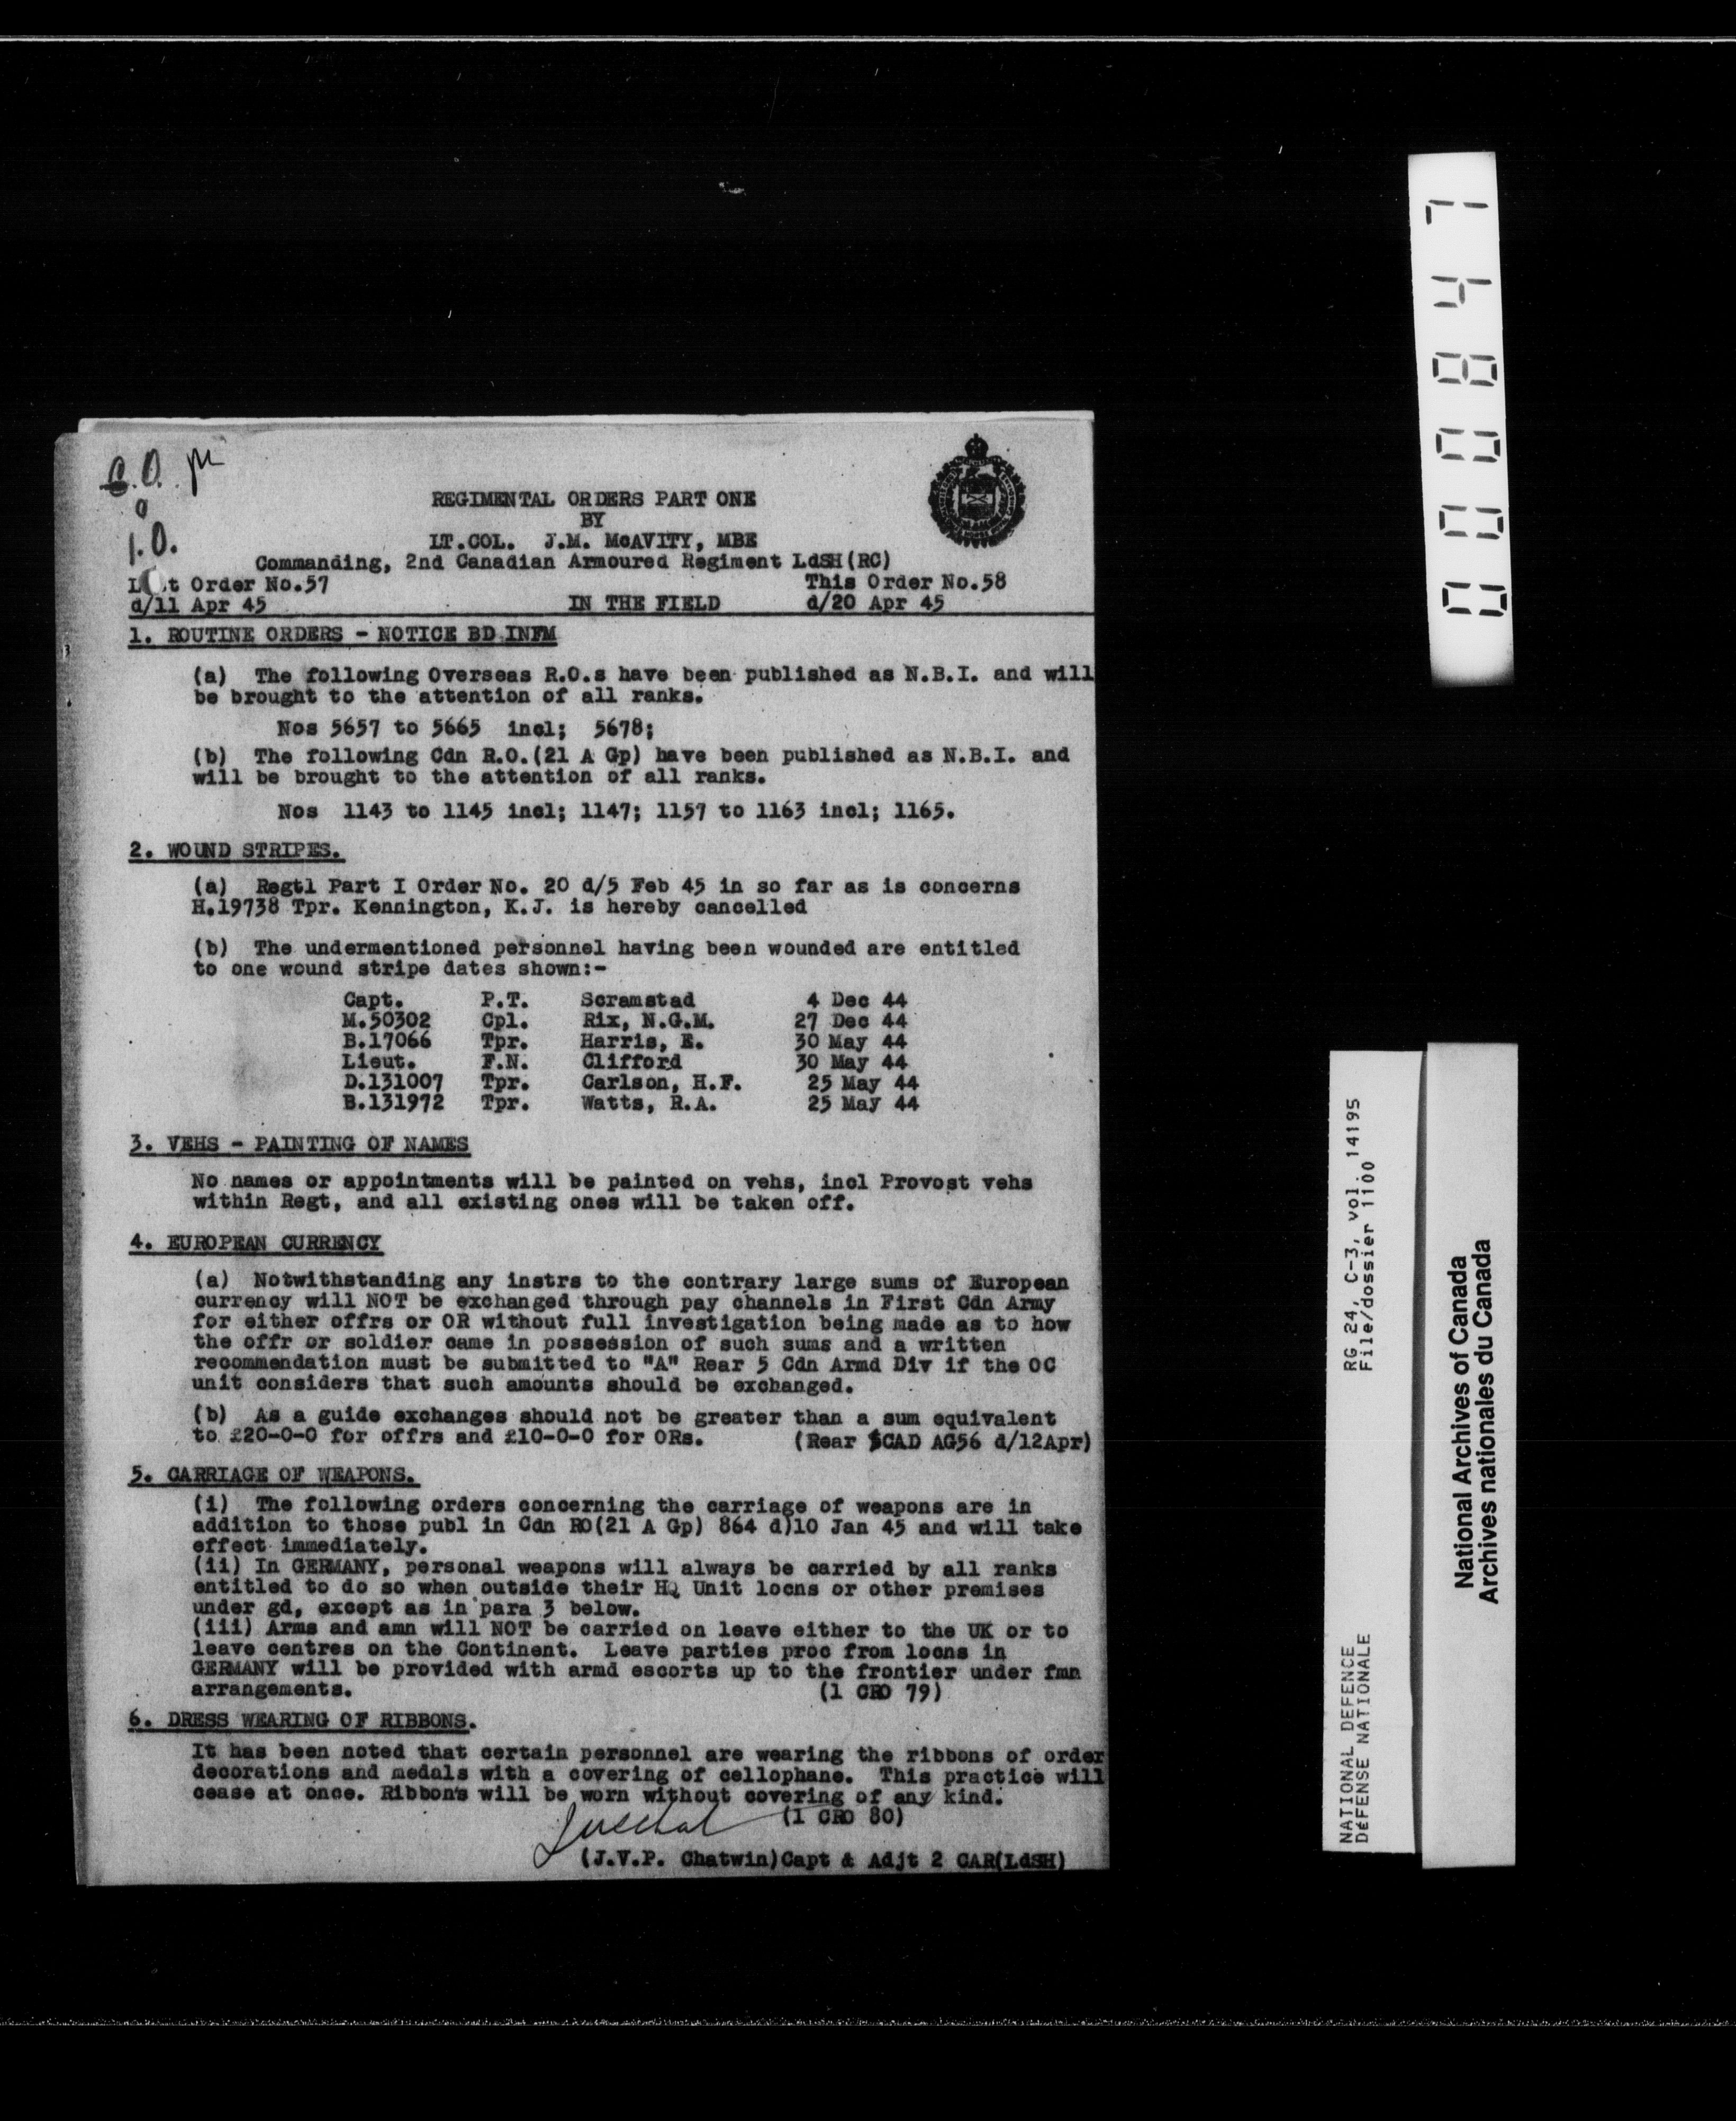 C.O. 
I.O.
REGIMENTAL ORDERS PART ONE
BY
LT.COL. J.M. McAVITY, MBE
Commanding, 2nd Canadian Armoured Regiment LdSH(RC)
L t Order No.57 This Order No.58
d/11 Apr 45 IN THE FIELD d/20 Apr 45
1. ROUTINE ORDERS - NOTICE BD INFM
(a) The following Overseas R.O.s have been published as N.B.I. and will
be brought to the attention of all ranks.
Nos 5657 to 5665 incl; 5678;
(b) The following Cdn R.O.(21 A Gp) have been published as N.B.I. and
will be brought to the attention of all ranks.
Nos 1143 to 1145 incl; 1147; 1157 to 1163 incl; 1165.
2. WOUND STRIPES.
(a) Regtl Part I Order No. 20 d/5 Feb 45 in so far as is concerns
H.19738 Tpr. Kennington, K.J. is hereby cancelled
(b) The undermentioned personnel having been wounded are entitled
to one wound stripe dates shown:-
Capt. P.T. Scramstad 4 Dec 44
M.50302 Cpl. Rix, N.G.M. 27 Dec 44
B.17066 Tpr. Harris, E. 30 May 44
Lieut. F.N. Clifford 30 May 44
D.131007 Tpr. Carlson, H.F. 25 May 44
B.131972 Tpr. Watts, R.A. 25 May 44
3. VEHS - PAINTING OF NAMES
No names or appointments will be painted on vehs, incl Provost vehs
within Regt, and all existing ones will be taken off.
4. EUROPEAN CURRENCY
(a) Notwithstanding any instrs to the contrary large sums of European
currency will NOT be exchanged through pay channels in First Cdn Army
for either offrs or OR without full investigation being made as to how
the offr or soldier came in possession of such sums and a written
recommendation must be submitted to "A" Rear 5 Cdn Armd Div if the OC
unit considers that such amounts should be exchanged.
(b) As a guide exchanges should not be greater than a sum equivalent
to £20-0-0 for offrs and £10-0-0 for ORs. (Rear 5CAD AG56 d/12Apr)
5. CARRIAGE OF WEAPONS.
(i) The following orders concerning the carriage of weapons are in
addition to those publ in Cdn RO(21 A Gp) 864 d)10 Jan 45 and will take
effect immediately.
(ii) In GERMANY, personal weapons will always be carried by all ranks
entitled to do so when outside their HQ Unit locns or other premises
under gd, except as in para 3 below.
(iii) Arms and amn will NOT be carried on leave either to the UK or to
leave centres on the Continent. Leave parties proc from locns in
GERMANY will be provided with armd escorts up to the frontier under fmn
arrangements. (1 CRO 79)
6. DRESS WEARING OF RIBBONS.
It has been noted that certain personnel are wearing the ribbons of order
decorations and medals with a covering of cellophane. This practice will
cease at once. Ribbons will be worn without covering of any kind.
(1 CRO 80)
(J.V.P. Chatwin)Capt & Adjt 2 CAR(LdSH)
000847
RG 24, C-3, vol. 14195
File/dossier 1100
NATIONAL DEFENCE
DÉFENSE NATIONALE
National Archives of Canada
Archives nationales du Canada